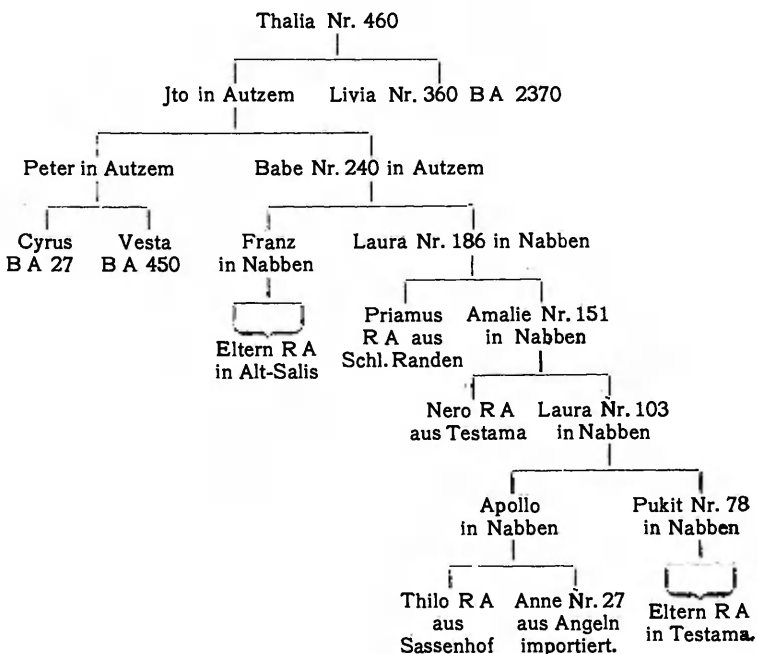 Thalia Nr. 460
Jto in Autzem Livia Nr. 360 B A 2370
Peter in Autzem Babe Nr. 240 in Autzem
Cyrus Vesta Franz Laura Nr. 186 in Nabben
B A 27 B A 450 in Nabben
Priamus Amalie Nr. 151
Eltern R A R A aus in Nabben
in Alt-Salis Schl. Randen
Nero R A Laura Nr. 103
aus Testama in Nabben
Apollo Pukit Nr. 78
in Nabben in Nabben
Thilo R A Anne Nr. 27 Eltern R A
aus aus Angeln in Testama.
Sassenhof importiert.